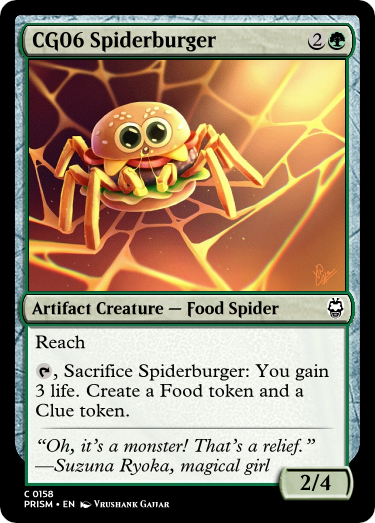 CG06 Spiderburger 2
Artifact Creature — Food Spider
Reach
, Sacrifice Spiderburger: You gain
3 life. Create a Food token and a
Clue token.
“Oh, it’s a monster! That’s a relief.”
—Suzuna Ryoka, magical girl
2/4
C 0158
PRISM • EN Vrushank Gajjar